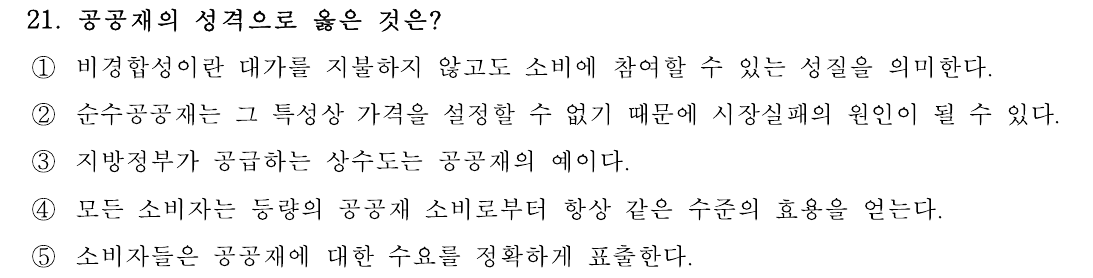 21. 공공재의 성격으로 옳은 것은?
① 비경합성이란 대가를 지불하지 않고도 소비에 참여할 수 있는 성질을 의미한다.
② 순수공공재는 그 특성상 가격을 설정할 수 없기 때문에 시장실패의 원인이 될 수 있다.
③ 지방정부가 공급하는 상수도는 공공재의 예이다.
④ 모든 소비자는 등량의 공공재 소비로부터 항상 같은 수준의 효용을 얻는다.
⑤ 소비자들은 공공재에 대한 수요를 정확하게 표출한다.